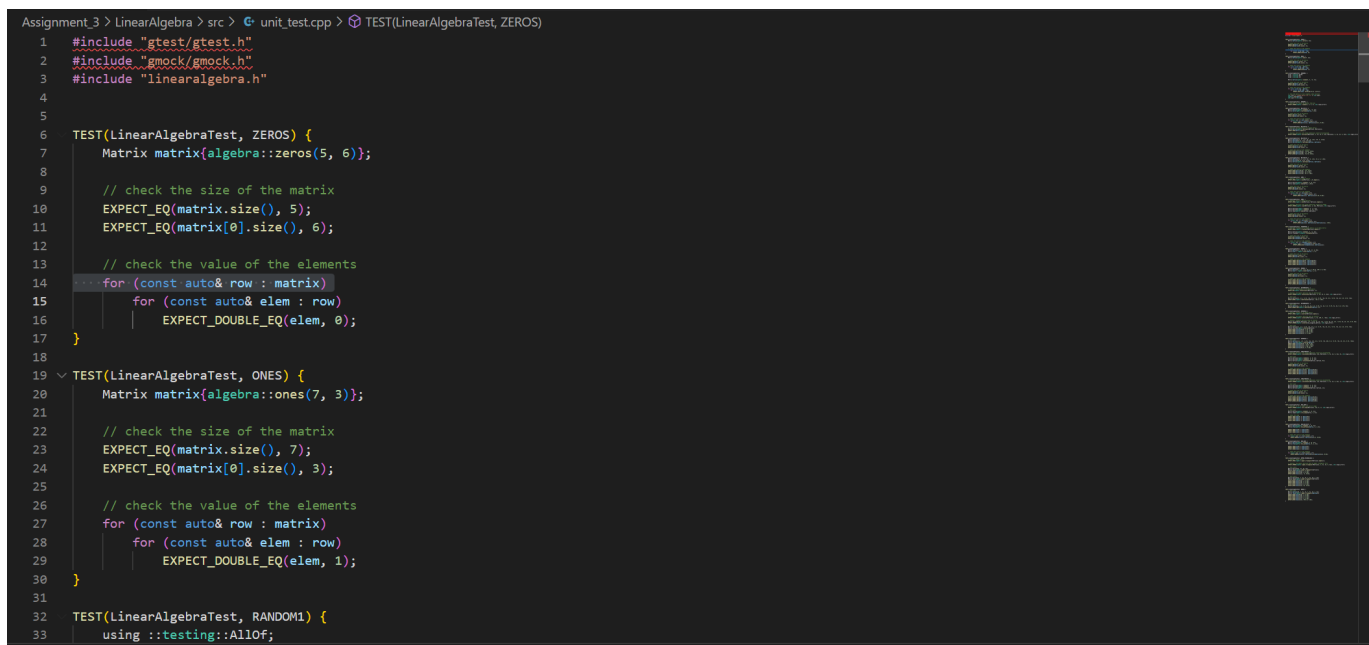 Assignment_3 > LinearAlgebra > src > unit_test.cpp > TEST(LinearAlgebraTest, ZEROS)
1 #include "gtest/gtest.h"
2 #include "gmock/gmock.h"
3 #include "linearalgebra.h"
4
5
6 TEST(LinearAlgebraTest, ZEROS) {
7     Matrix matrix{algebra::zeros(5, 6)};
8
9     // check the size of the matrix
10     EXPECT_EQ(matrix.size(), 5);
11     EXPECT_EQ(matrix[0].size(), 6);
12
13     // check the value of the elements
14     for (const auto& row : matrix)
15         for (const auto& elem : row)
16             EXPECT_DOUBLE_EQ(elem, 0);
17 }
18
19 TEST(LinearAlgebraTest, ONES) {
20     Matrix matrix{algebra::ones(7, 3)};
21
22     // check the size of the matrix
23     EXPECT_EQ(matrix.size(), 7);
24     EXPECT_EQ(matrix[0].size(), 3);
25
26     // check the value of the elements
27     for (const auto& row : matrix)
28         for (const auto& elem : row)
29             EXPECT_DOUBLE_EQ(elem, 1);
30 }
31
32 TEST(LinearAlgebraTest, RANDOM1) {
33     using ::testing::AllOf;